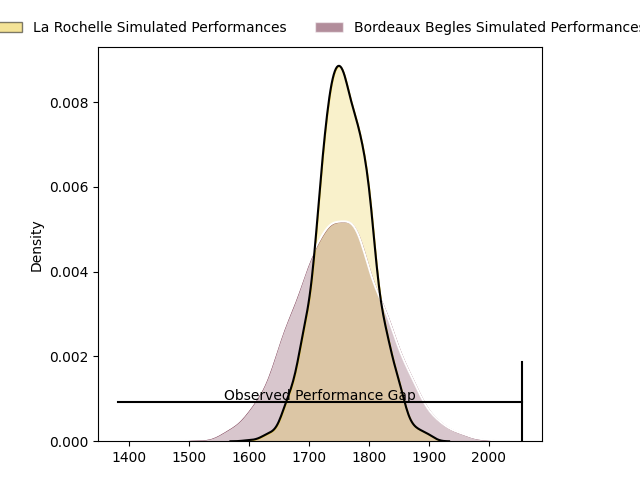 La Rochelle Simulated Performances
Bordeaux Begles Simulated Performances
0.008
0.006
0.004
0.002
0.000
Density
Observed Performance Gap
1400 1500 1600 1700 1800 1900 2000